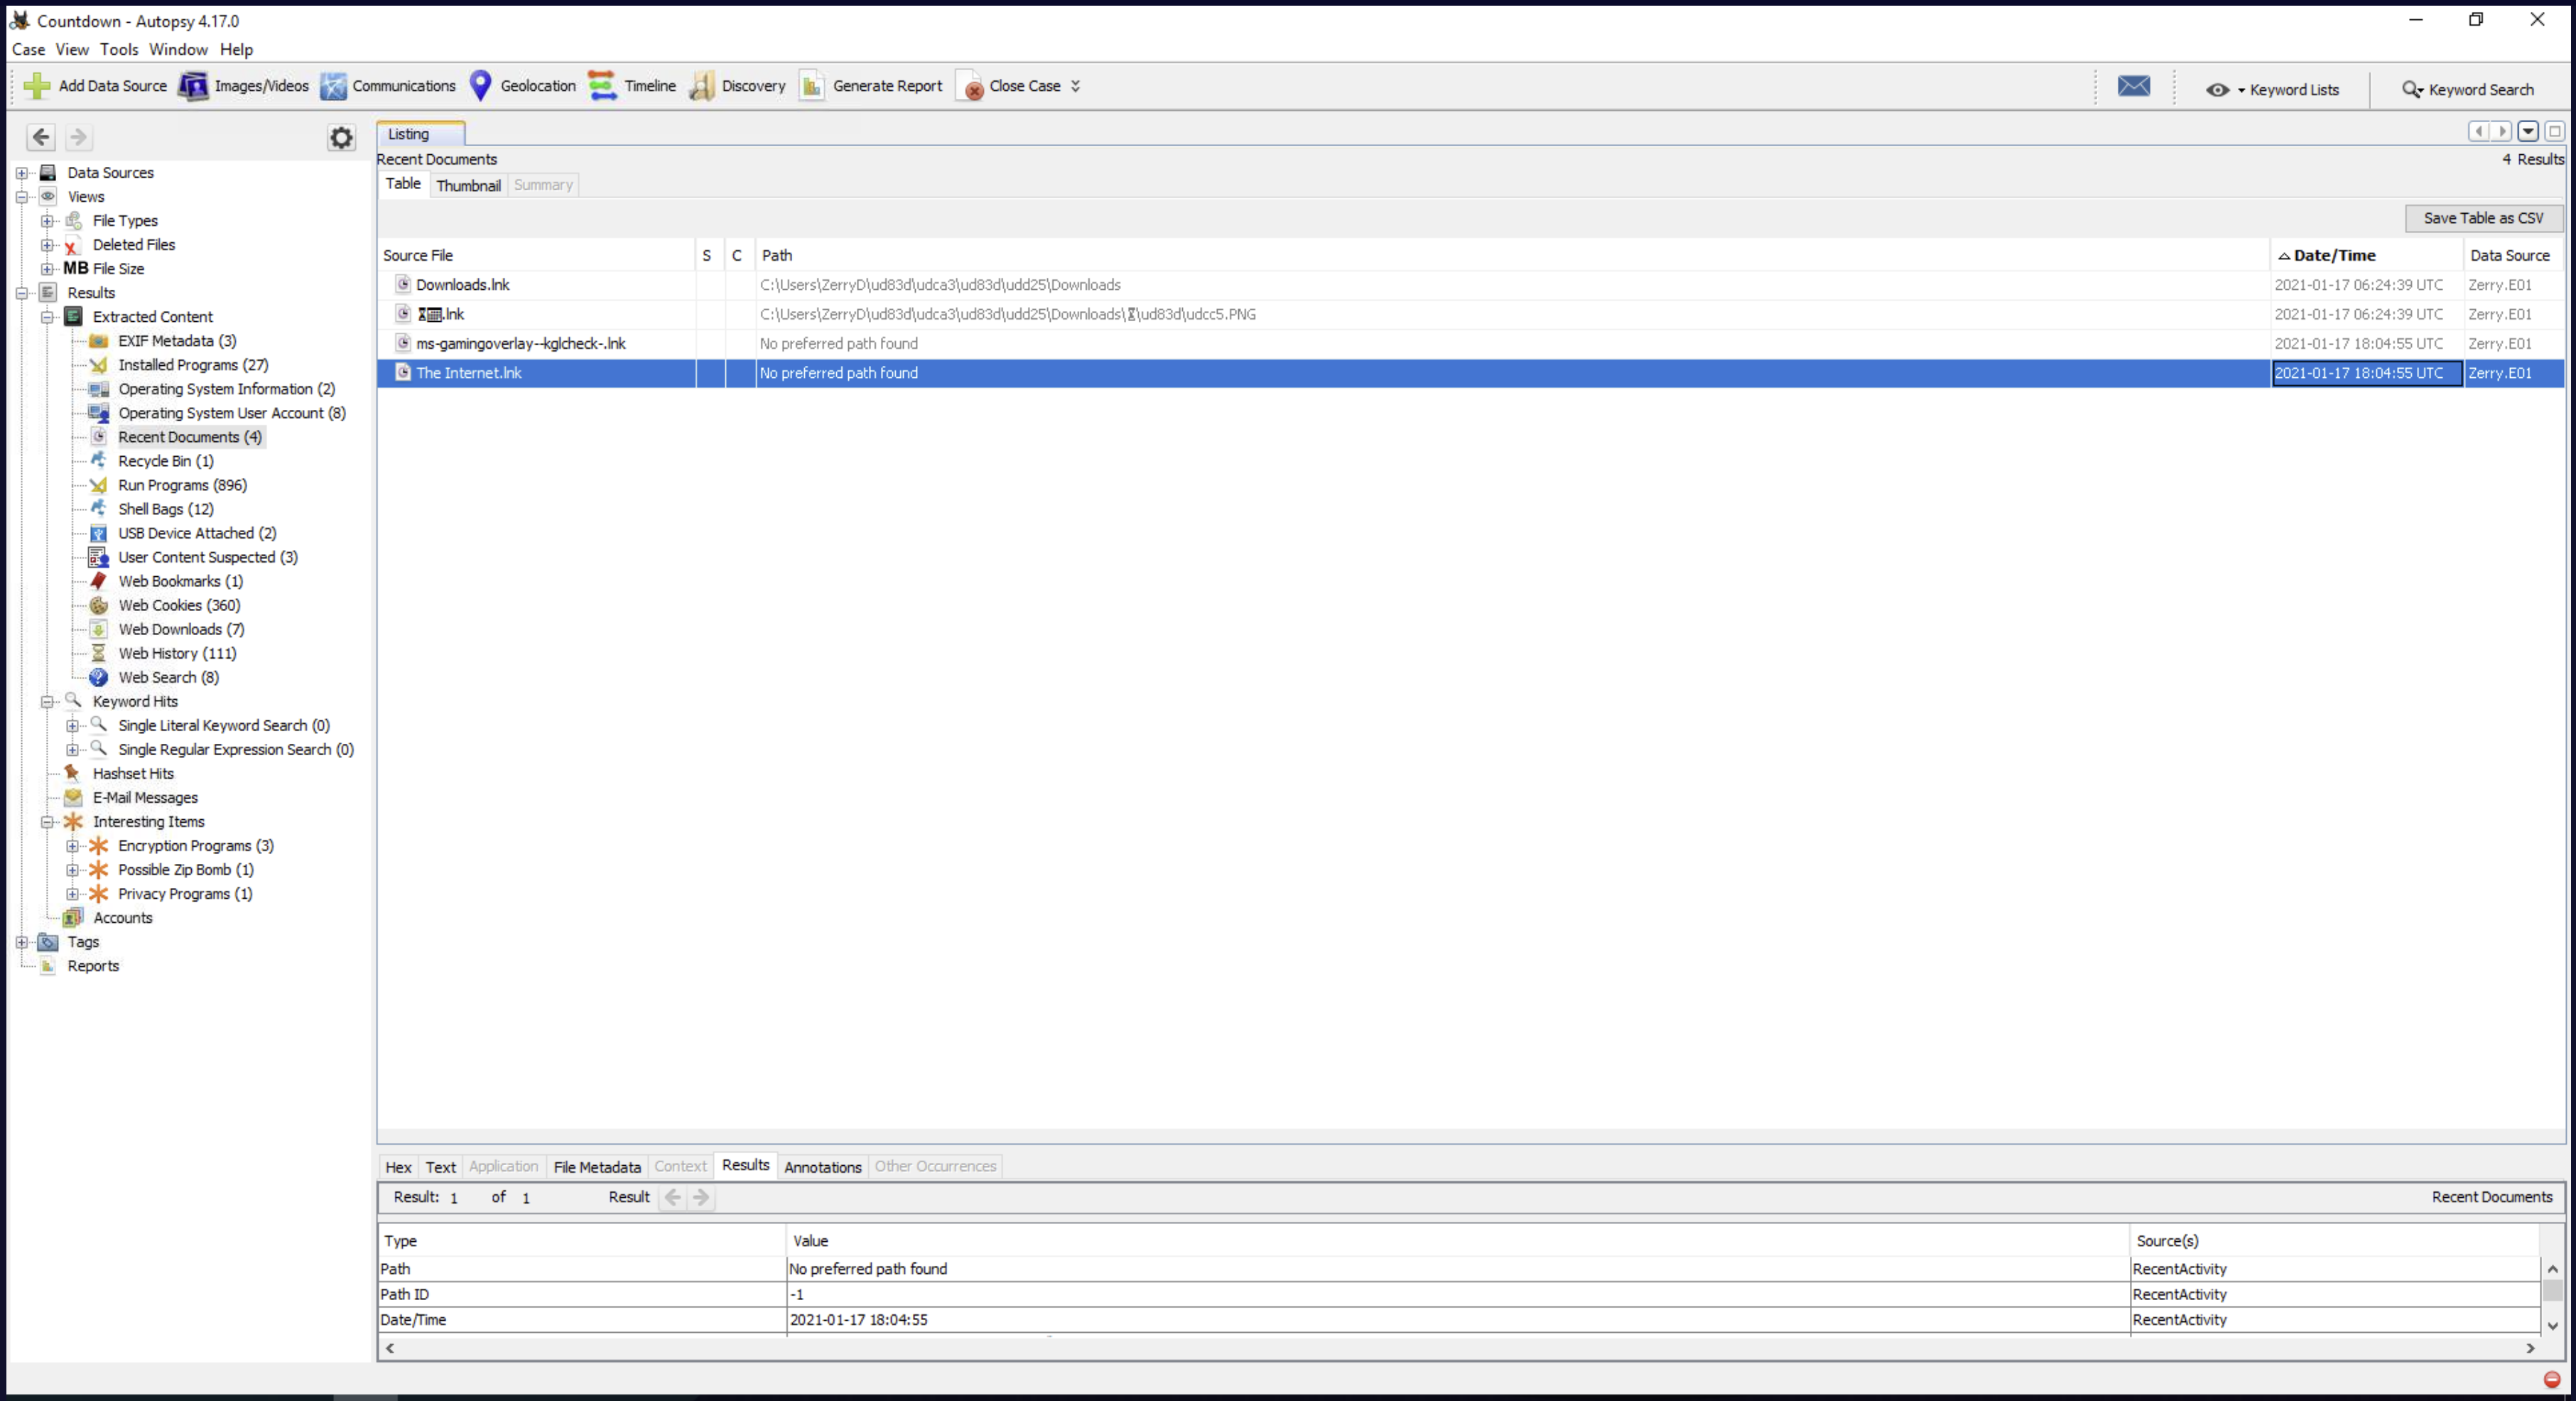 Countdown - Autopsy 4.17.0
Case View Tools Window Help
Add Data Source Images/Videos Communications Geolocation Timeline Discovery Generate Report Close Case Keyword Lists Keyword Search
Data Sources
Views
File Types
Deleted Files
MB File Size
Results
Extracted Content
EXIF Metadata (3)
Installed Programs (27)
Operating System Information (2)
Operating System User Account (8)
Recent Documents (4)
Recycle Bin (1)
Run Programs (896)
Shell Bags (12)
USB Device Attached (2)
User Content Suspected (3)
Web Bookmarks (1)
Web Cookies (360)
Web Downloads (7)
Web History (111)
Web Search (8)
Keyword Hits
Single Literal Keyword Search (0)
Single Regular Expression Search (0)
Hashset Hits
E-Mail Messages
Interesting Items
Encryption Programs (3)
Possible Zip Bomb (1)
Privacy Programs (1)
Accounts
Tags
Reports
Listing
Recent Documents 4 Results
Table Thumbnail Summary
Save Table as CSV
Source File S C Path Date/Time Data Source
Downloads.lnk C:\Users\ZerryD\ud83d\udca3\ud83d\udd25\Downloads 2021-01-17 06:24:39 UTC Zerry.E01
⏳📅.lnk C:\Users\ZerryD\ud83d\udca3\ud83d\udd25\Downloads\⏳\ud83d\udcc5.PNG 2021-01-17 06:24:39 UTC Zerry.E01
ms-gamingoverlay--kglcheck-.lnk No preferred path found 2021-01-17 18:04:55 UTC Zerry.E01
The Internet.lnk No preferred path found 2021-01-17 18:04:55 UTC Zerry.E01
Hex Text Application File Metadata Context Results Annotations Other Occurrences
Result: 1 of 1 Result Recent Documents
Type Value Source(s)
Path No preferred path found RecentActivity
Path ID -1 RecentActivity
Date/Time 2021-01-17 18:04:55 RecentActivity